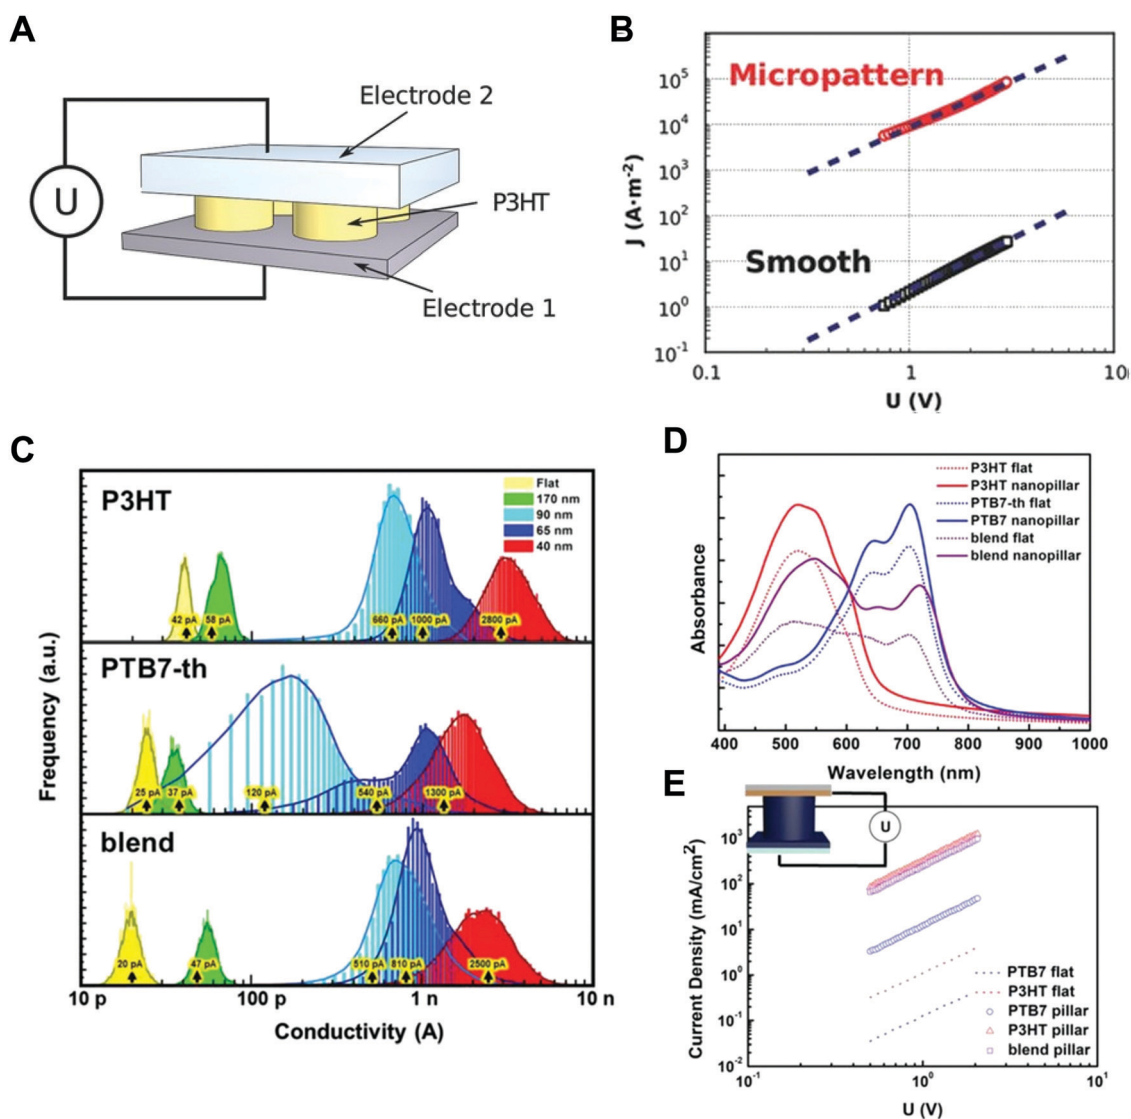 A
Electrode 2
U
P3HT
Electrode 1
B
Micropattern
Smooth
J (A·m⁻²)
10⁵
10⁴
10³
10²
10¹
10⁰
10⁻¹
0.1
1
10
U (V)
C
P3HT
Flat
170 nm
90 nm
65 nm
40 nm
42 pA
58 pA
660 pA
1000 pA
2800 pA
PTB7-th
25 pA
37 pA
120 pA
540 pA
1300 pA
blend
20 pA
47 pA
510 pA
810 pA
2500 pA
Frequency (a.u.)
10 p
100 p
1 n
10 n
Conductivity (A)
D
P3HT flat
P3HT nanopillar
PTB7-th flat
PTB7 nanopillar
blend flat
blend nanopillar
Absorbance
400
500
600
700
800
900
1000
Wavelength (nm)
E
U
Current Density (mA/cm²)
10³
10²
10¹
10⁰
10⁻¹
10⁻²
PTB7 flat
P3HT flat
PTB7 pillar
P3HT pillar
blend pillar
10⁻¹
10⁰
10¹
U (V)